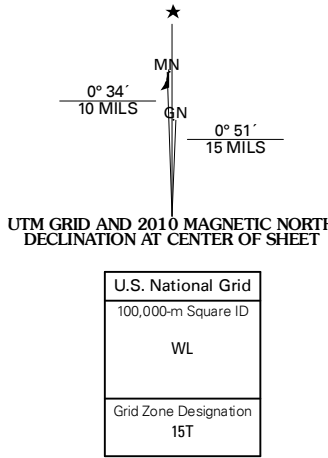 ★
MN
0° 34´
10 MILS
GN
0° 51´
15 MILS
UTM GRID AND 2010 MAGNETIC NORTH
DECLINATION AT CENTER OF SHEET
U.S. National Grid
100,000-m Square ID
WL
Grid Zone Designation
15T